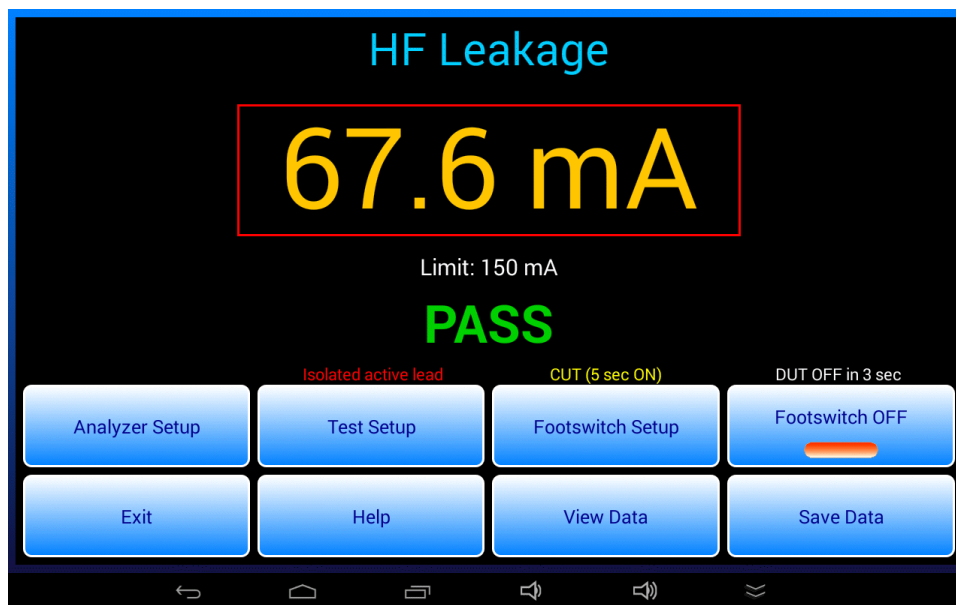 HF Leakage
67.6 mA
Limit: 150 mA
PASS
Isolated active lead
CUT (5 sec ON)
DUT OFF in 3 sec
Analyzer Setup
Test Setup
Footswitch Setup
Footswitch OFF
Exit
Help
View Data
Save Data